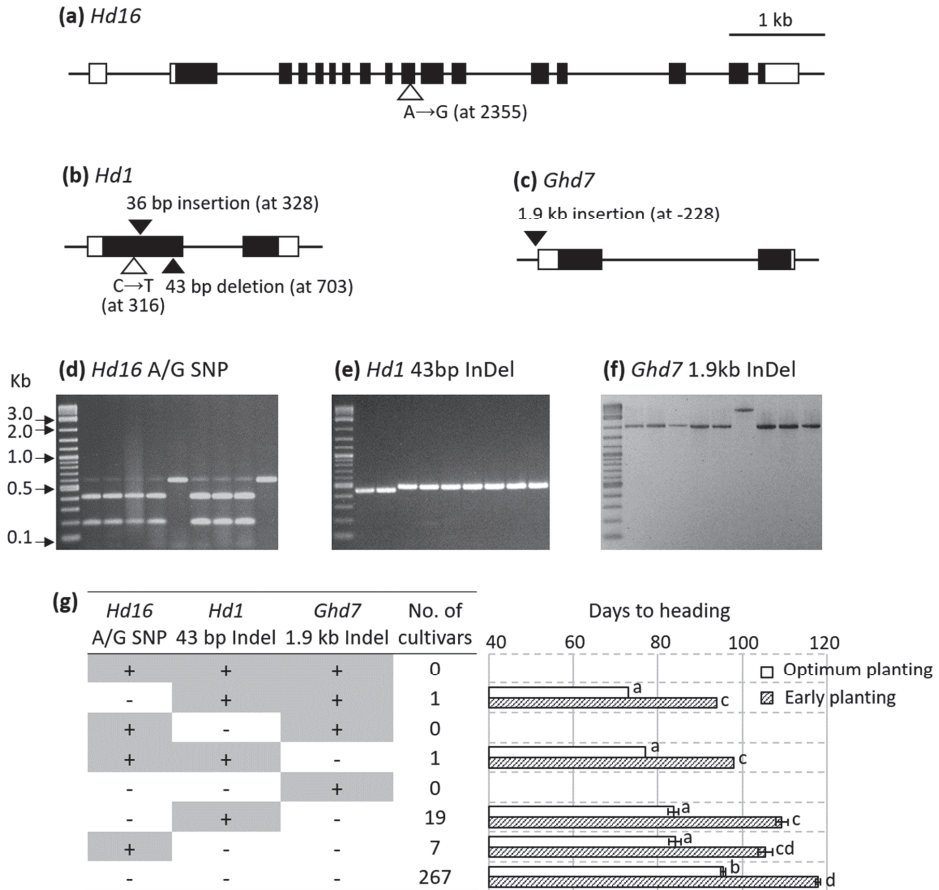 (a) Hd16
1 kb
A→G (at 2355)
(b) Hd1
36 bp insertion (at 328)
C→T
(at 316)
43 bp deletion (at 703)
(c) Ghd7
1.9 kb insertion (at -228)
(d) Hd16 A/G SNP
(e) Hd1 43bp InDel
(f) Ghd7 1.9kb InDel
Kb
3.0
2.0
1.0
0.5
0.1
(g)
Hd16 Hd1 Ghd7 No. of
A/G SNP 43 bp Indel 1.9 kb Indel cultivars
Days to heading
40 60 80 100 120
Optimum planting
Early planting
+ + + 0
- + + 1 a c
+ - + 0
+ + - 1 a c
- - + 0
- + - 19 a c
+ - - 7 a cd
- - - 267 b d